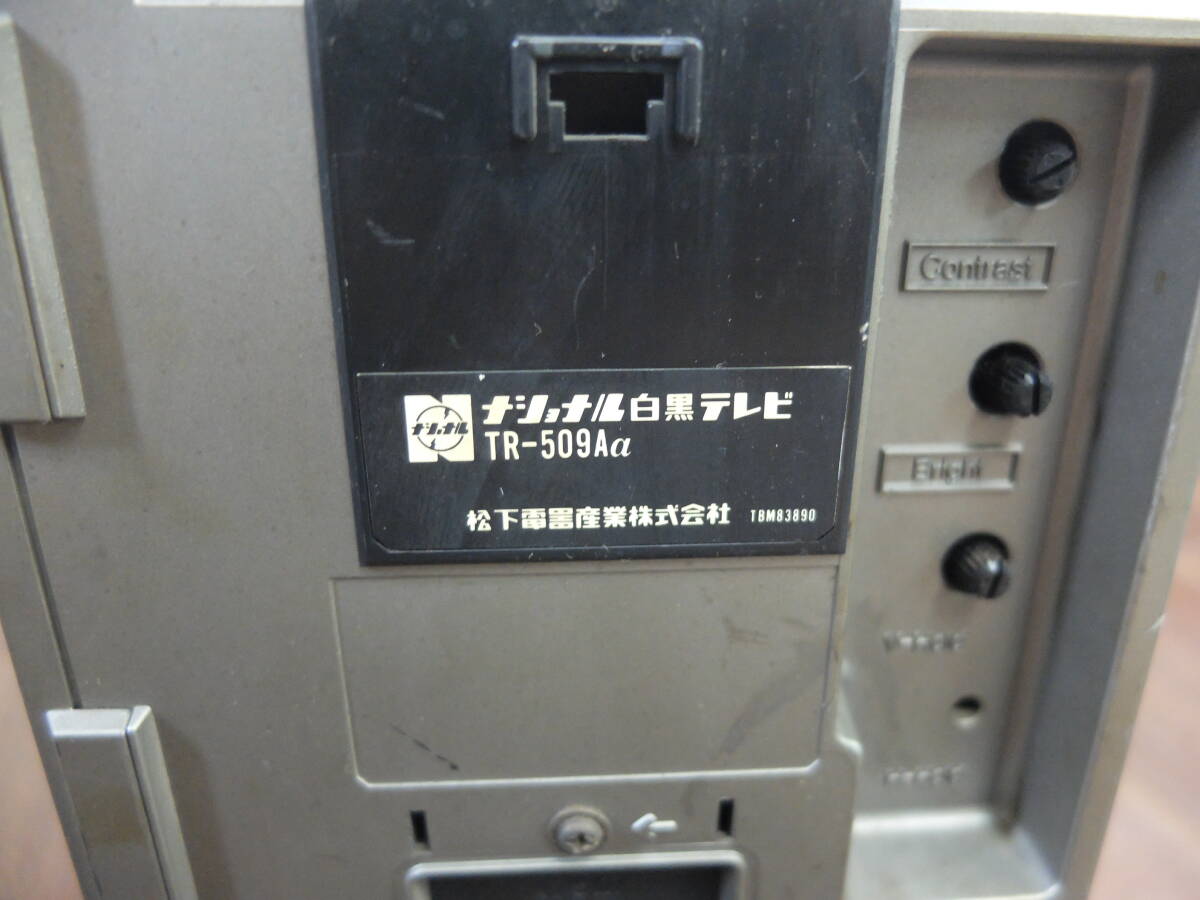 ナショナル
ナショナル白黒テレビ
TR-509Aα
松下電器産業株式会社 TBM83890
Contrast
Bright
V-hold